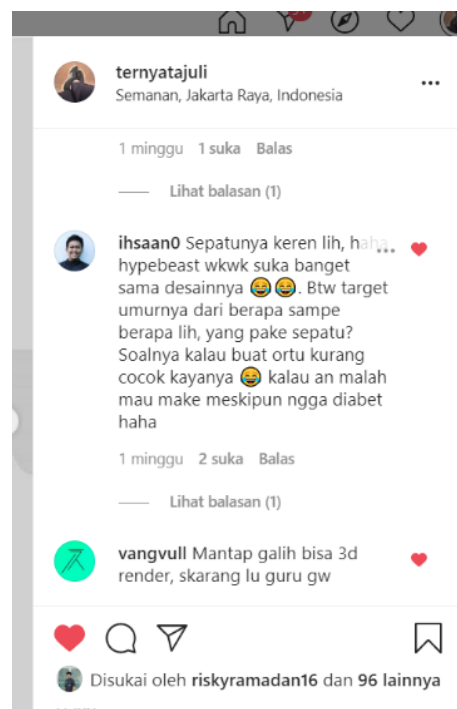 ternyatajuli
Semanan, Jakarta Raya, Indonesia
1 minggu 1 suka Balas
Lihat balasan (1)
ihsaan0 Sepatunya keren lih, haha
hypebeast wkwk suka banget
sama desainnya 😂😂. Btw target
umurnya dari berapa sampe
berapa lih, yang pake sepatu?
Soalnya kalau buat ortu kurang
cocok kayanya 😂 kalau an malah
mau make meskipun ngga diabet
haha
1 minggu 2 suka Balas
Lihat balasan (1)
vangvull Mantap galih bisa 3d
render, skarang lu guru gw
Disukai oleh riskyramadan16 dan 96 lainnya